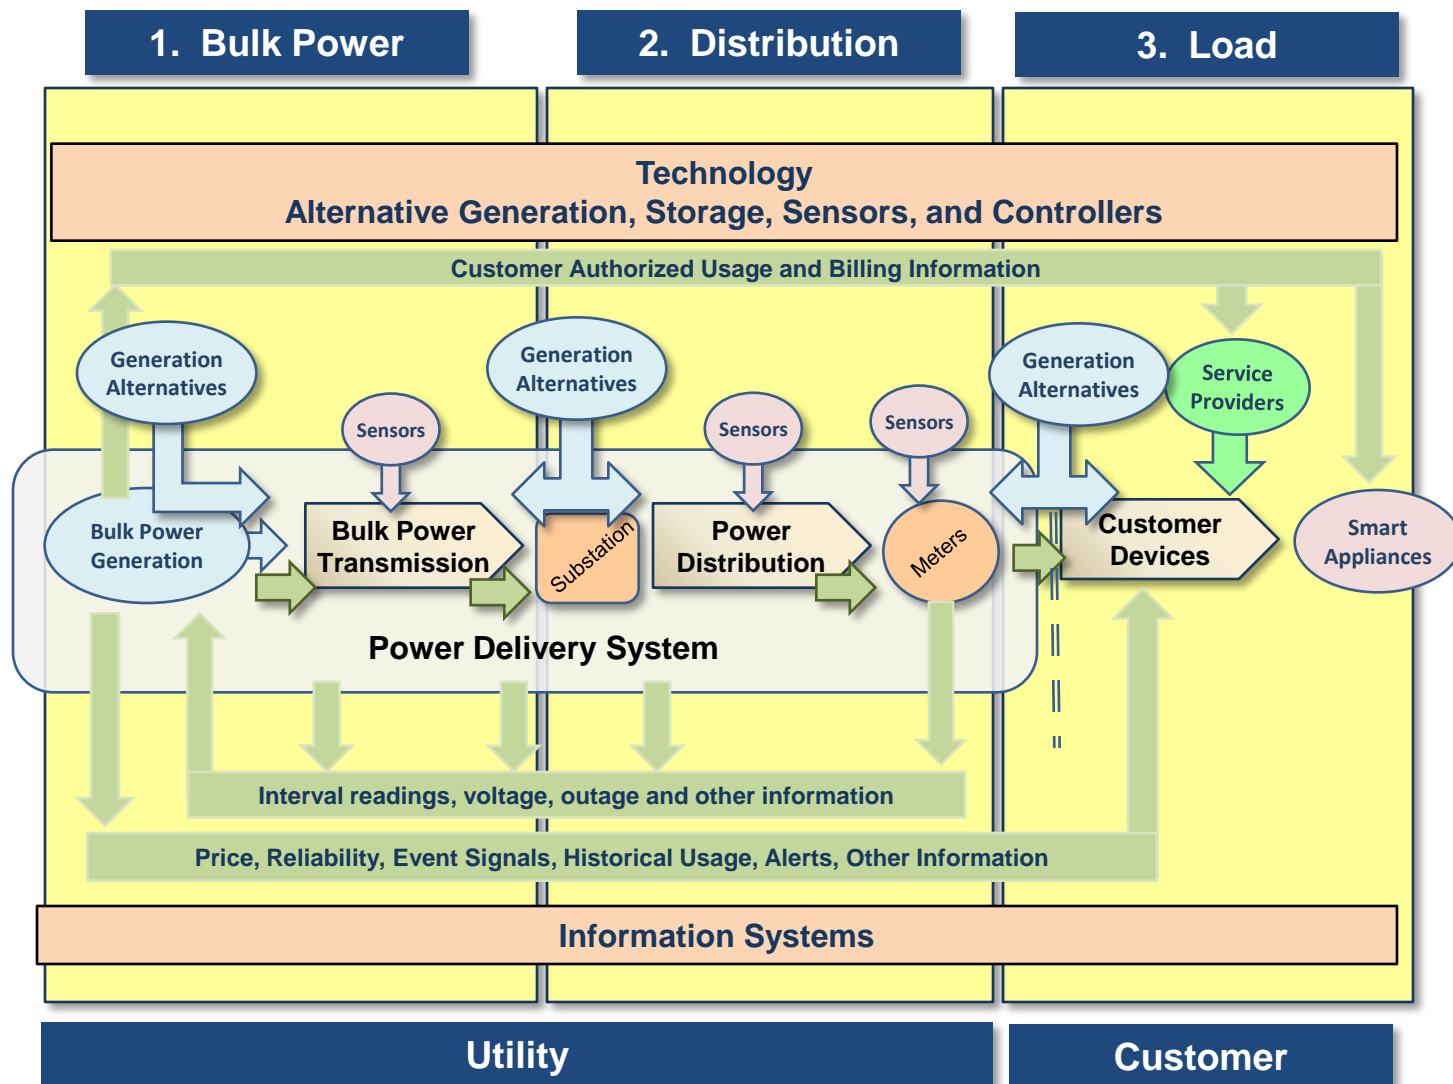 1.  Bulk Power
2.  Distribution
3.  Load
Technology
Alternative Generation, Storage, Sensors, and Controllers
Customer Authorized Usage and Billing Information
Generation
Alternatives
Generation
Alternatives
Generation
Alternatives
Service
Providers
Sensors
Sensors
Sensors
Bulk Power
Generation
Bulk Power
Transmission
Substation
Power
Distribution
Meters
Customer
Devices
Smart
Appliances
Power Delivery System
Interval readings, voltage, outage and other information
Price, Reliability, Event Signals, Historical Usage, Alerts, Other Information
Information Systems
Utility
Customer